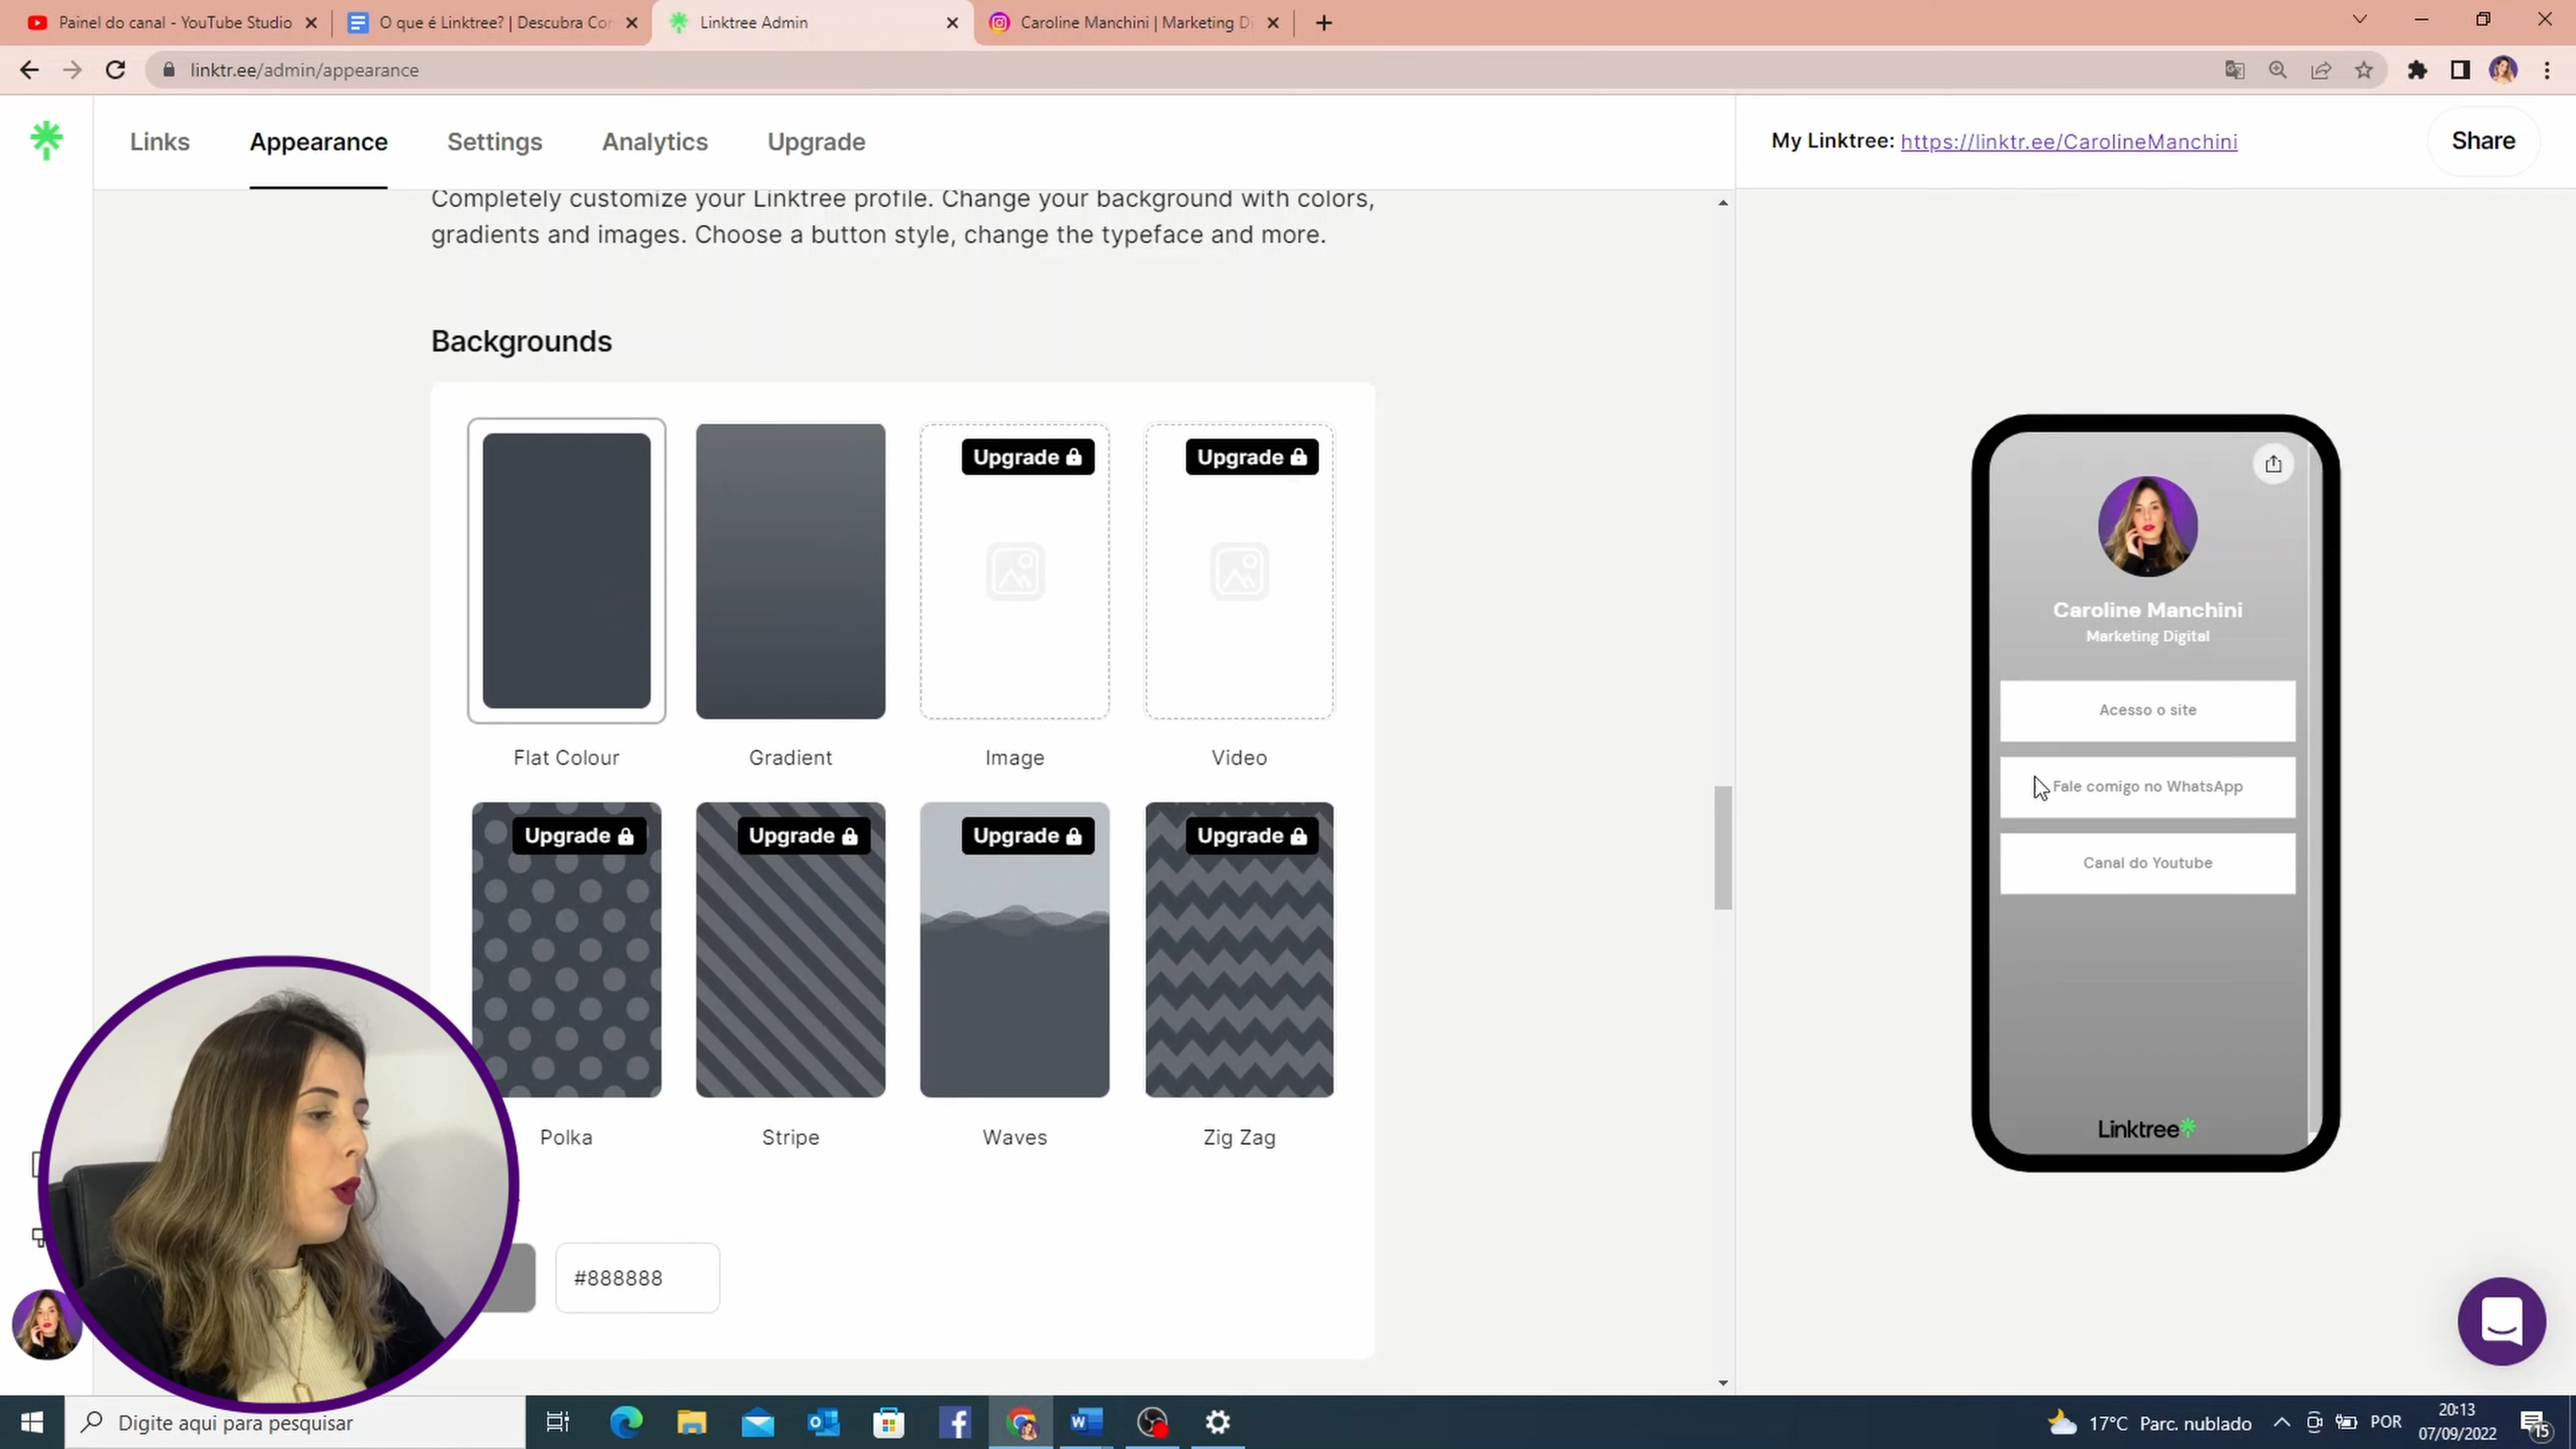 Painel do canal - YouTube Studio
O que é Linktree? | Descubra Con
Linktree Admin
Caroline Manchini | Marketing Di
linktr.ee/admin/appearance
Links
Appearance
Settings
Analytics
Upgrade
My Linktree: https://linktr.ee/CarolineManchini
Share
Completely customize your Linktree profile. Change your background with colors,
gradients and images. Choose a button style, change the typeface and more.
Backgrounds
Upgrade
Upgrade
Flat Colour
Gradient
Image
Video
Upgrade
Upgrade
Upgrade
Upgrade
Polka
Stripe
Waves
Zig Zag
#888888
Caroline Manchini
Marketing Digital
Acesso o site
Fale comigo no WhatsApp
Canal do Youtube
Linktree
Digite aqui para pesquisar
17°C Parc. nublado
POR
20:13
07/09/2022
15